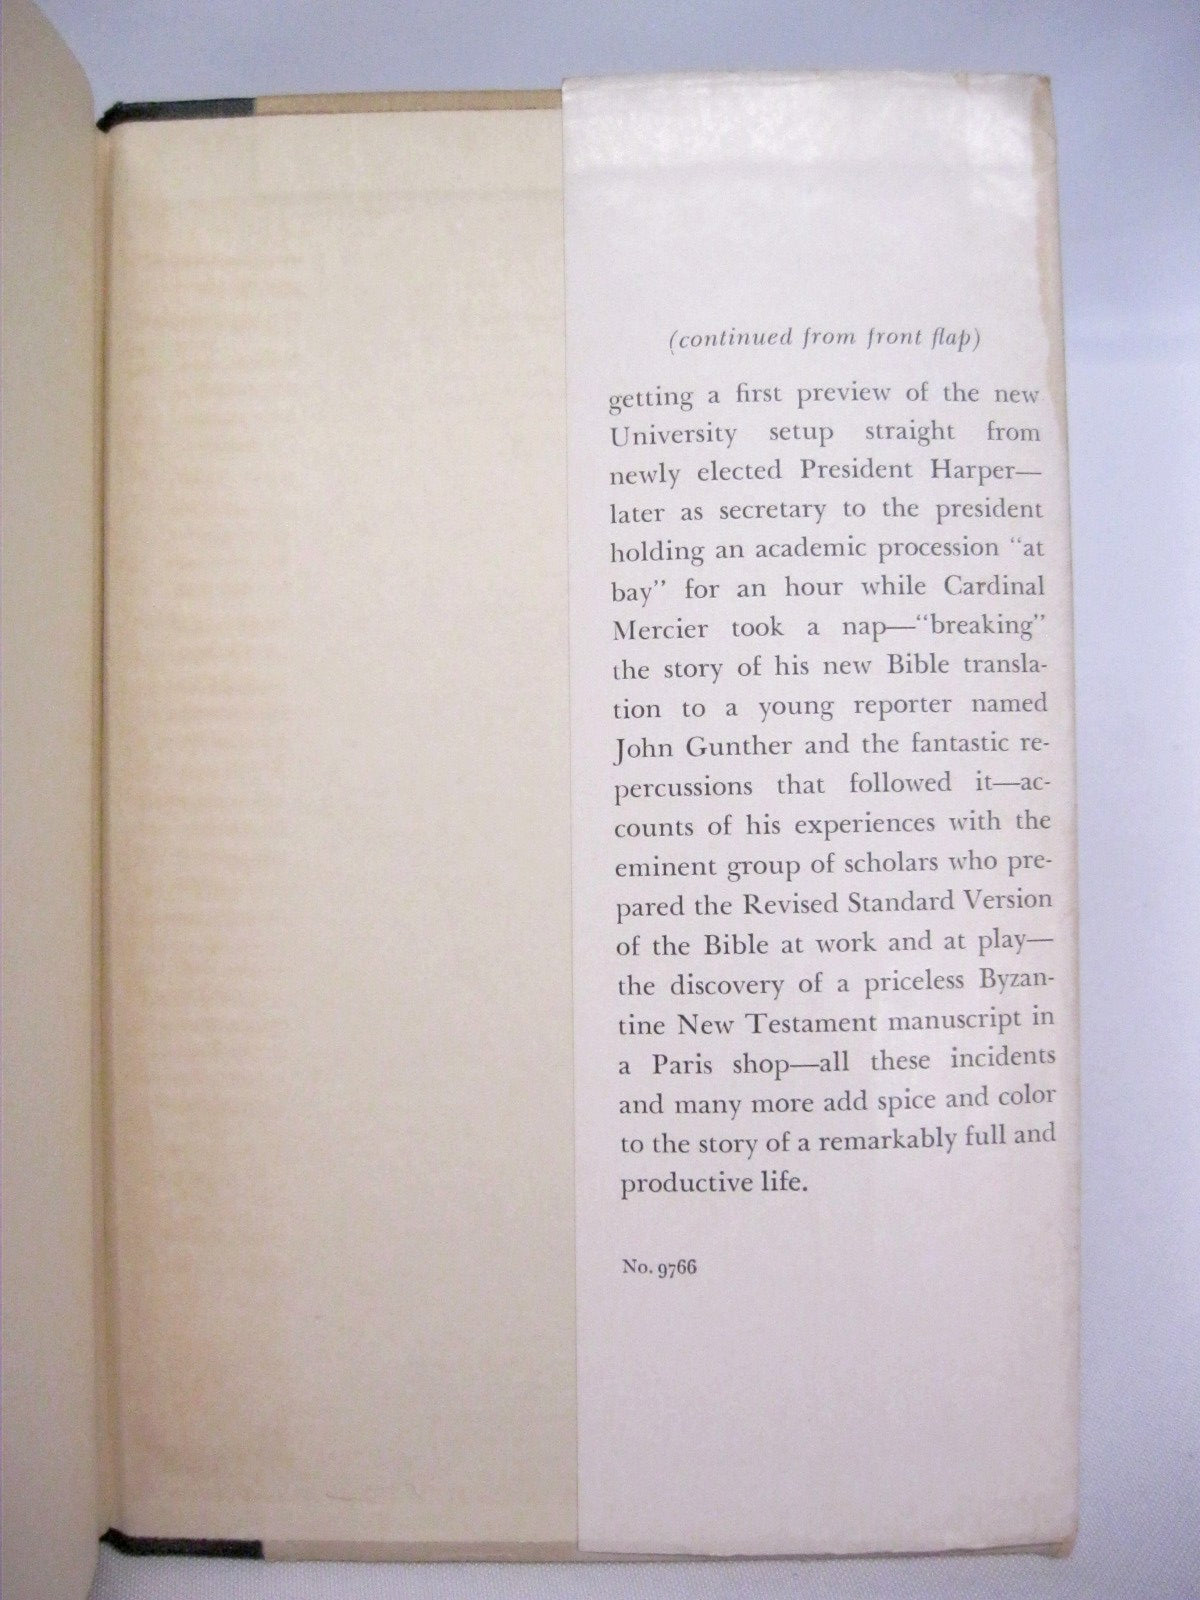 (continued from front flap)
getting a first preview of the new
University setup straight from
newly elected President Harper—
later as secretary to the president
holding an academic procession “at
bay” for an hour while Cardinal
Mercier took a nap—“breaking”
the story of his new Bible transla-
tion to a young reporter named
John Gunther and the fantastic re-
percussions that followed it—ac-
counts of his experiences with the
eminent group of scholars who pre-
pared the Revised Standard Version
of the Bible at work and at play—
the discovery of a priceless Byzan-
tine New Testament manuscript in
a Paris shop—all these incidents
and many more add spice and color
to the story of a remarkably full and
productive life.
No. 9766